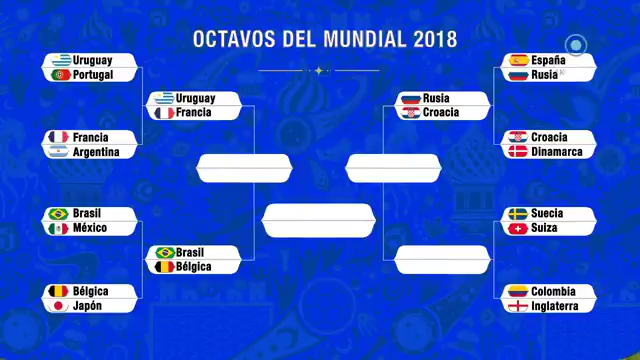 OCTAVOS DEL MUNDIAL 2018
Uruguay
Portugal
Francia
Argentina
Brasil
México
Bélgica
Japón
Uruguay
Francia
Brasil
Bélgica
Rusia
Croacia
España
Rusia
Croacia
Dinamarca
Suecia
Suiza
Colombia
Inglaterra